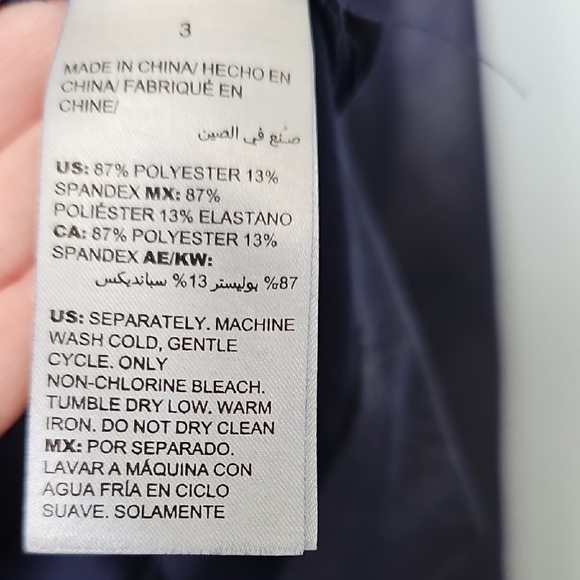 3
MADE IN CHINA/ HECHO EN
CHINA/ FABRIQUÉ EN
CHINE/
صنع في الصين
US: 87% POLYESTER 13%
SPANDEX MX: 87%
POLIÉSTER 13% ELASTANO
CA: 87% POLYESTER 13%
SPANDEX AE/KW:
87% بوليستر 13% سبانديكس
US: SEPARATELY. MACHINE
WASH COLD, GENTLE
CYCLE. ONLY
NON-CHLORINE BLEACH.
TUMBLE DRY LOW. WARM
IRON. DO NOT DRY CLEAN
MX: POR SEPARADO.
LAVAR A MÁQUINA CON
AGUA FRÍA EN CICLO
SUAVE. SOLAMENTE